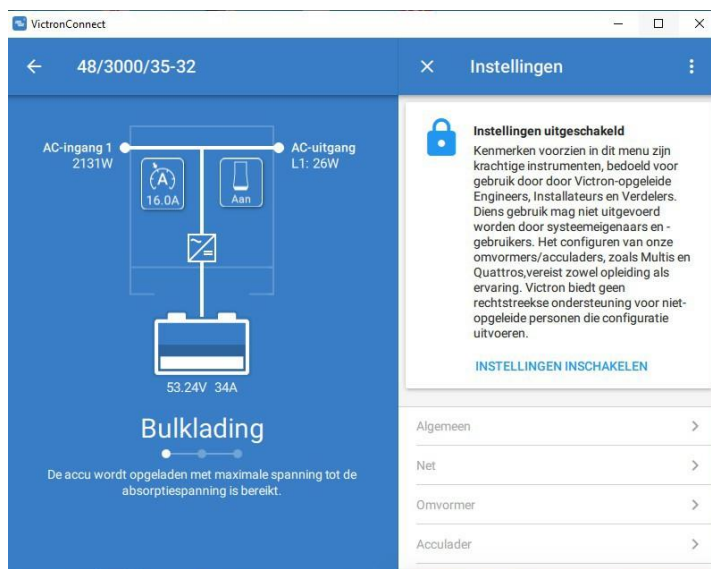 VictronConnect
48/3000/35-32
AC-ingang 1
2131W
AC-uitgang
L1: 26W
16.0A
Aan
53.24V 34A
Bulklading
De accu wordt opgeladen met maximale spanning tot de
absorptiespanning is bereikt.
Instellingen
Instellingen uitgeschakeld
Kenmerken voorzien in dit menu zijn
krachtige instrumenten, bedoeld voor
gebruik door door Victron-opgeleide
Engineers, Installateurs en Verdelers.
Diens gebruik mag niet uitgevoerd
worden door systeemeigenaars en -
gebruikers. Het configuren van onze
omvormers/acculaders, zoals Multis en
Quattros,vereist zowel opleiding als
ervaring. Victron biedt geen
rechtstreekse ondersteuning voor niet-
opgeleide personen die configuratie
uitvoeren.
INSTELLINGEN INSCHAKELEN
Algemeen
Net
Omvormer
Acculader